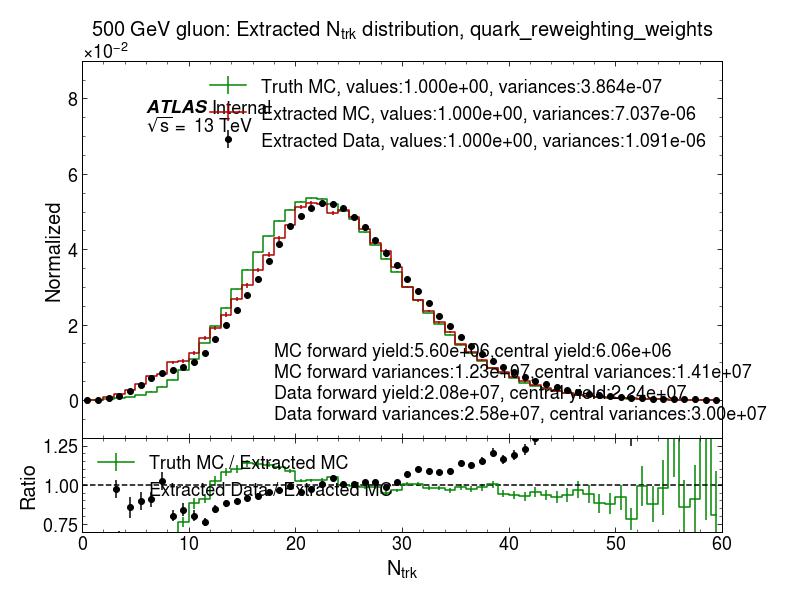 500 GeV gluon: Extracted Ntrk distribution, quark_reweighting_weights
×10−2
Truth MC, values:1.000e+00, variances:3.864e-07
ATLAS Internal
Extracted MC, values:1.000e+00, variances:7.037e-06
√s = 13 TeV
Extracted Data, values:1.000e+00, variances:1.091e-06
8
6
4
2
0
Normalized
MC forward yield:5.60e+06,central yield:6.06e+06
MC forward variances:1.23e+07,central variances:1.41e+07
Data forward yield:2.08e+07, central yield:2.24e+07
Data forward variances:2.58e+07, central variances:3.00e+07
1.25
1.00
0.75
Ratio
Truth MC / Extracted MC
Extracted Data / Extracted MC
0 10 20 30 40 50 60
Ntrk